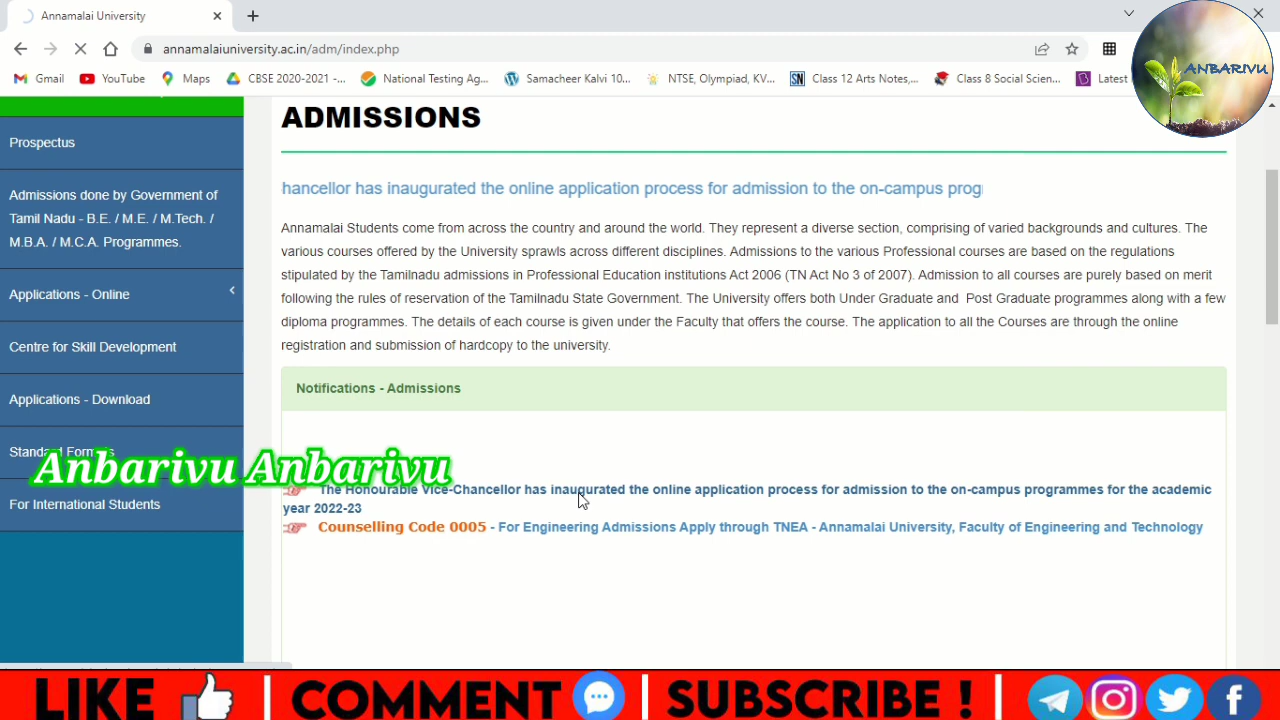 Annamalai University
annamalaiuniversity.ac.in/adm/index.php
Gmail YouTube Maps CBSE 2020-2021 -... National Testing Ag... Samacheer Kalvi 10... NTSE, Olympiad, KV... SN Class 12 Arts Notes,... Class 8 Social Scien... Latest
ANBARIVU
ADMISSIONS
Prospectus
Admissions done by Government of
Tamil Nadu - B.E. / M.E. / M.Tech. /
M.B.A. / M.C.A. Programmes.
Applications - Online
Centre for Skill Development
Applications - Download
Standard Formats
For International Students
hancellor has inaugurated the online application process for admission to the on-campus prog
Annamalai Students come from across the country and around the world. They represent a diverse section, comprising of varied backgrounds and cultures. The
various courses offered by the University sprawls across different disciplines. Admissions to the various Professional courses are based on the regulations
stipulated by the Tamilnadu admissions in Professional Education institutions Act 2006 (TN Act No 3 of 2007). Admission to all courses are purely based on merit
following the rules of reservation of the Tamilnadu State Government. The University offers both Under Graduate and Post Graduate programmes along with a few
diploma programmes. The details of each course is given under the Faculty that offers the course. The application to all the Courses are through the online
registration and submission of hardcopy to the university.
Notifications - Admissions
Anbarivu Anbarivu
The Honourable Vice-Chancellor has inaugurated the online application process for admission to the on-campus programmes for the academic
year 2022-23
Counselling Code 0005 - For Engineering Admissions Apply through TNEA - Annamalai University, Faculty of Engineering and Technology
LIKE COMMENT SUBSCRIBE !